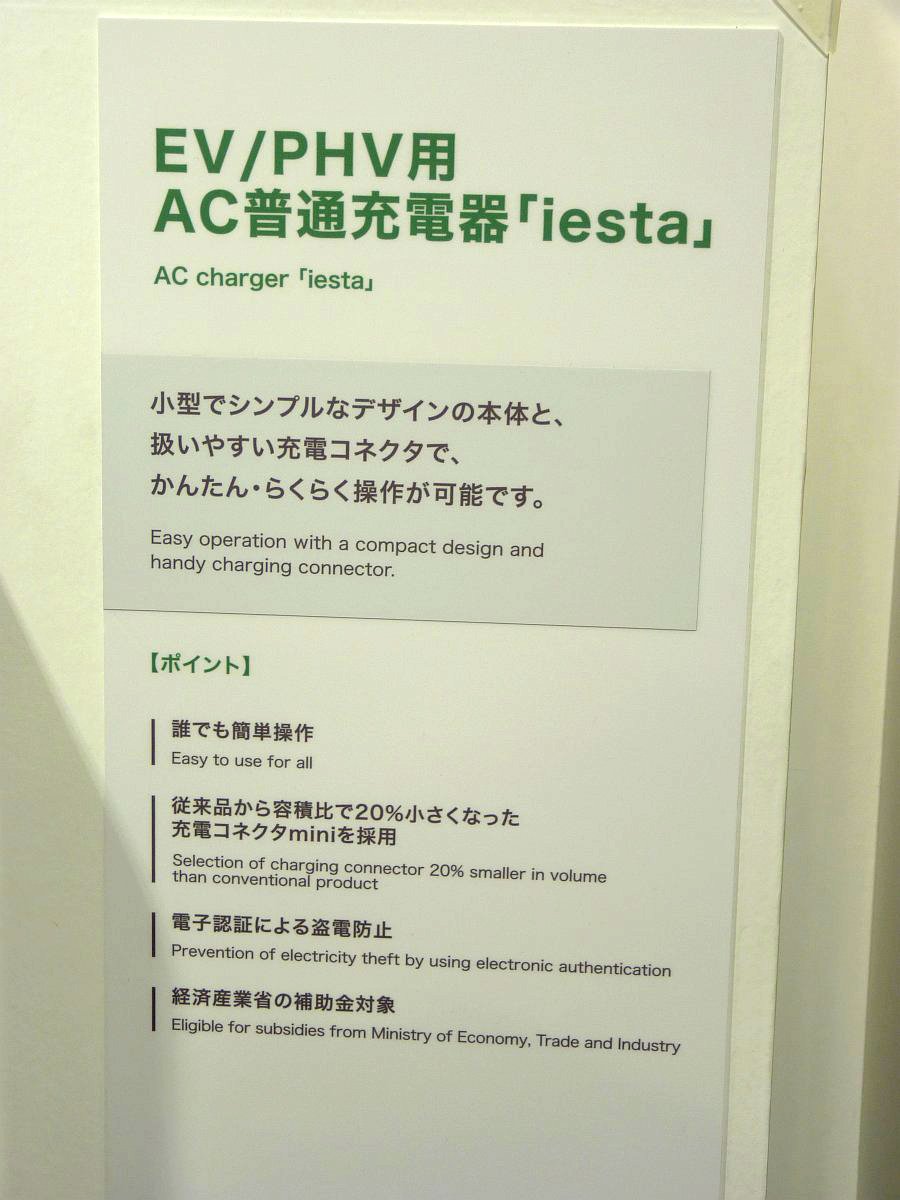 EV/PHV用
AC普通充電器「iesta」
AC charger「iesta」
小型でシンプルなデザインの本体と、
扱いやすい充電コネクタで、
かんたん・らくらく操作が可能です。
Easy operation with a compact design and
handy charging connector.
【ポイント】
誰でも簡単操作
Easy to use for all
従来品から容積比で20%小さくなった
充電コネクタminiを採用
Selection of charging connector 20% smaller in volume
than conventional product
電子認証による盗電防止
Prevention of electricity theft by using electronic authentication
経済産業省の補助金対象
Eligible for subsidies from Ministry of Economy, Trade and Industry